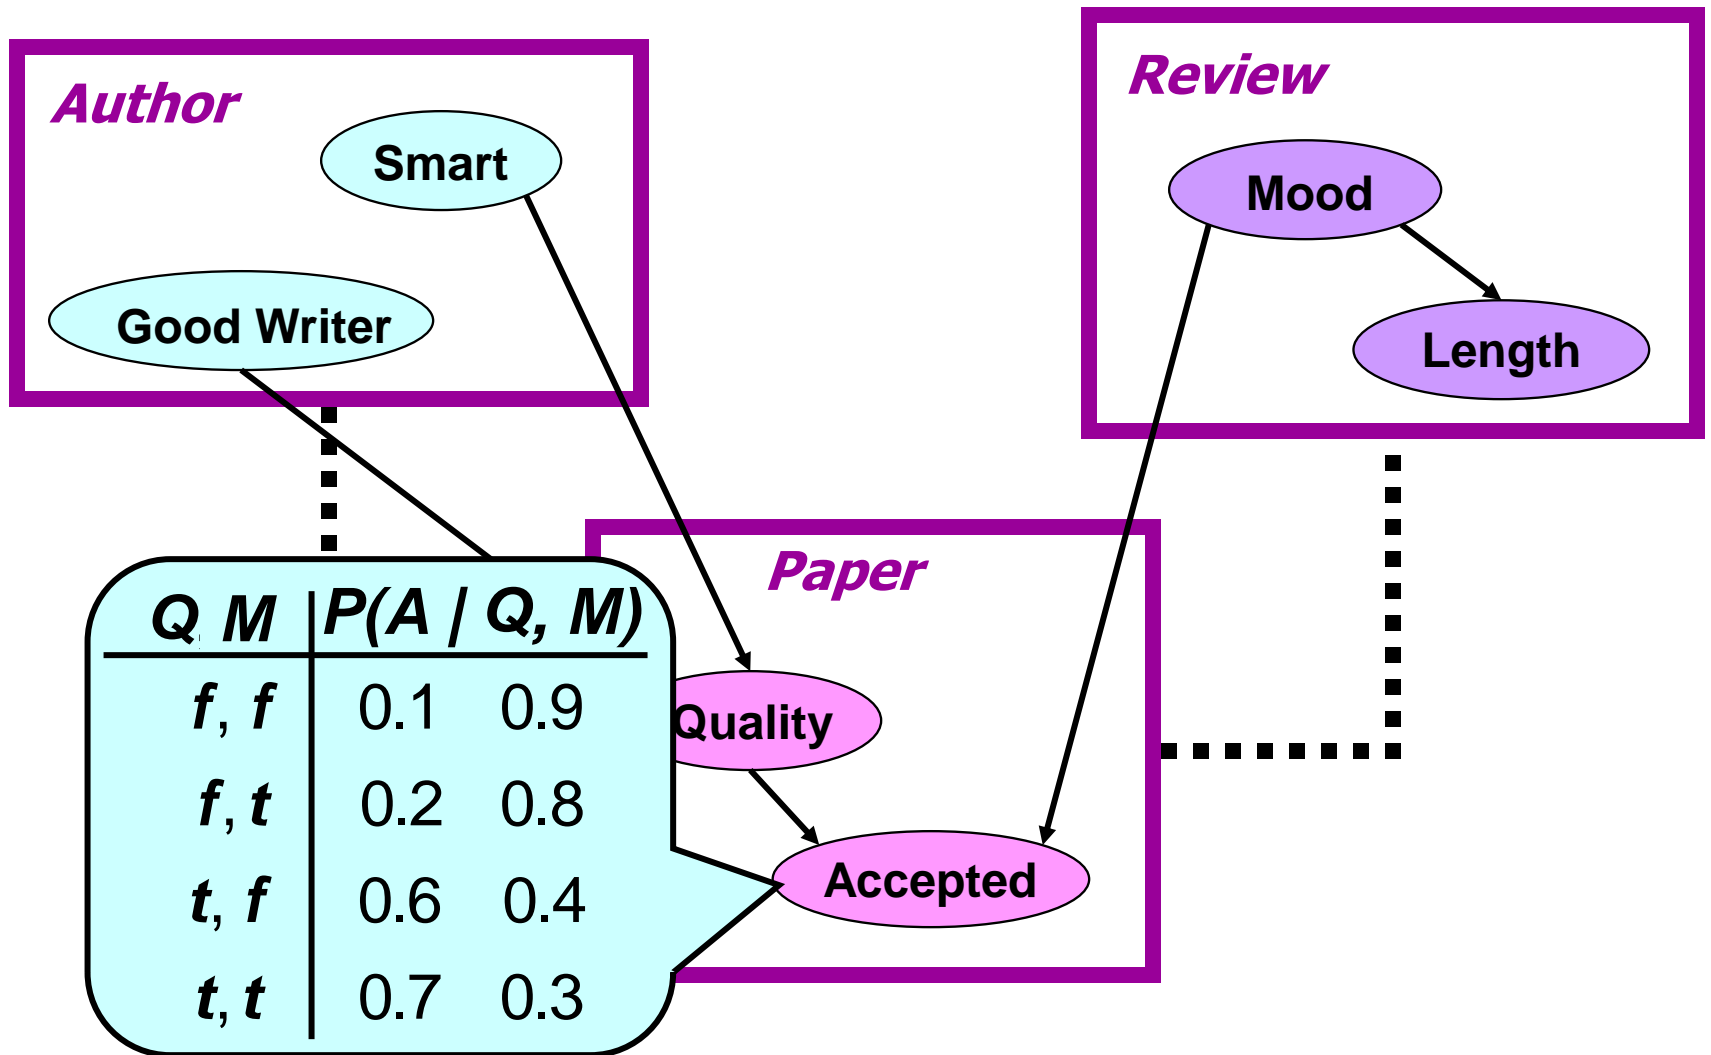 Author
Smart
Good Writer
Review
Mood
Length
Paper
Quality
Accepted
Q, M P(A | Q, M)
f, f 0.1 0.9
f, t 0.2 0.8
t, f 0.6 0.4
t, t 0.7 0.3